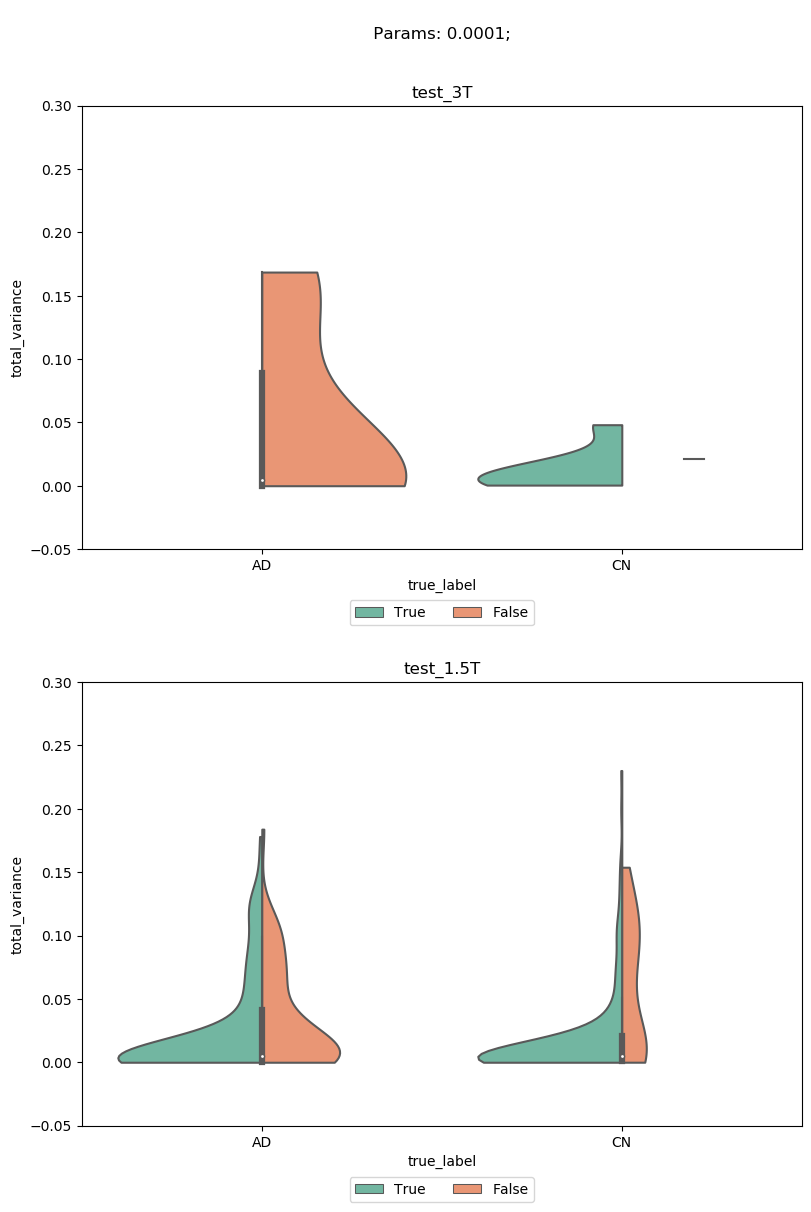 Params: 0.0001;
test_3T
0.30
0.25
0.20
0.15
0.10
0.05
0.00
−0.05
total_variance
AD CN
true_label
True False
test_1.5T
0.30
0.25
0.20
0.15
0.10
0.05
0.00
−0.05
total_variance
AD CN
true_label
True False